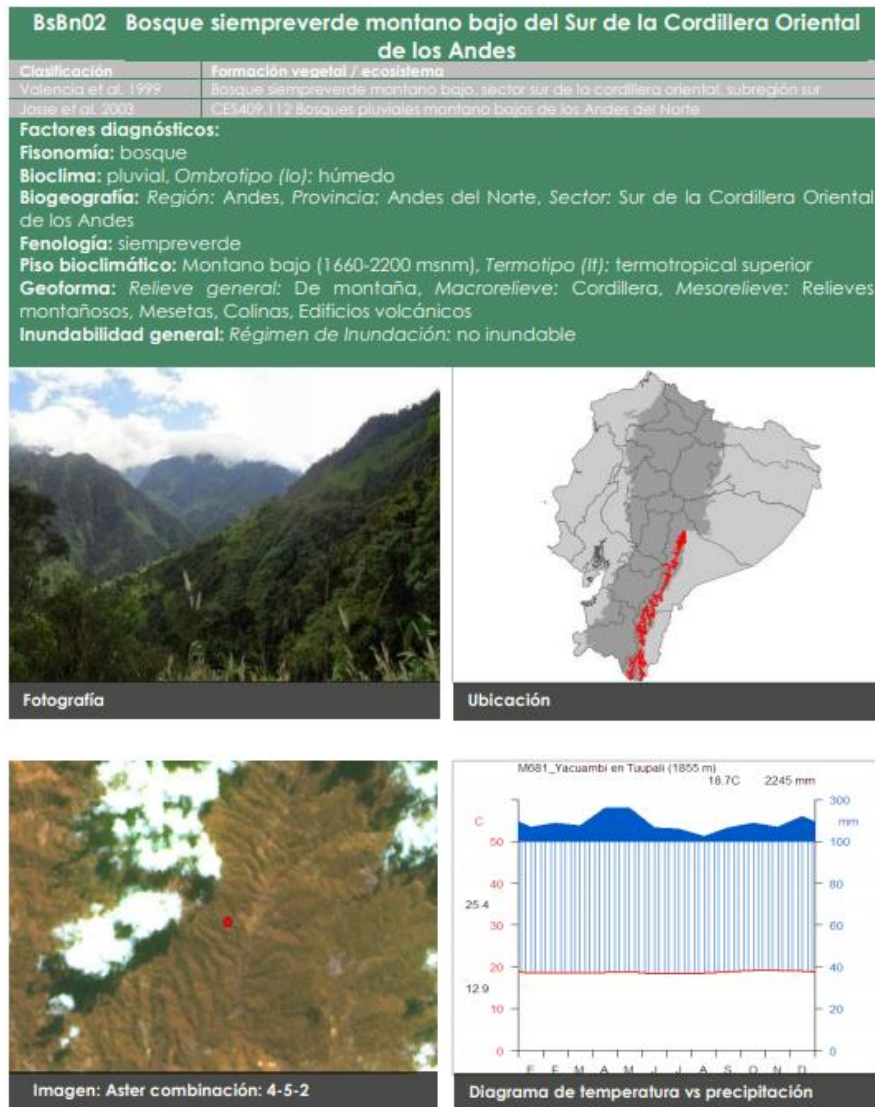 BsBn02 Bosque siempreverde montano bajo del Sur de la Cordillera Oriental
de los Andes
Clasificación Formación vegetal / ecosistema
Valencia et al. 1999 Bosque siempreverde montano bajo, sector sur de la cordillera oriental, subregión sur
Josse et al. 2003 CES409.112 Bosques pluviales montano bajos de los Andes del Norte
Factores diagnósticos:
Fisonomía: bosque
Bioclima: pluvial, Ombrotipo (Io): húmedo
Biogeografía: Región: Andes, Provincia: Andes del Norte, Sector: Sur de la Cordillera Oriental
de los Andes
Fenología: siempreverde
Piso bioclimático: Montano bajo (1660-2200 msnm), Termotipo (It): termotropical superior
Geoforma: Relieve general: De montaña, Macrorelieve: Cordillera, Mesorelieve: Relieves
montañosos, Mesetas, Colinas, Edificios volcánicos
Inundabilidad general: Régimen de Inundación: no inundable
Fotografía
Ubicación
Imagen: Aster combinación: 4-5-2
M681_Yacuambi en Tuupali (1855 m)
18.7C 2245 mm
C 300
mm
50 100
40 80
25.4
30 60
20 40
12.9
10 20
0 0
E F M A M J J A S O N D
Diagrama de temperatura vs precipitación